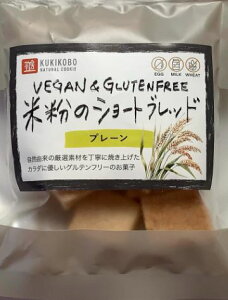 KUKIKOBO
NATURAL COOKIE
EGG MILK WHEAT
VEGAN & GLUTENFREE
米粉のショートブレッド
プレーン
自然由来の厳選素材を丁寧に焼き上げた
カラダに優しいグルテンフリーのお菓子